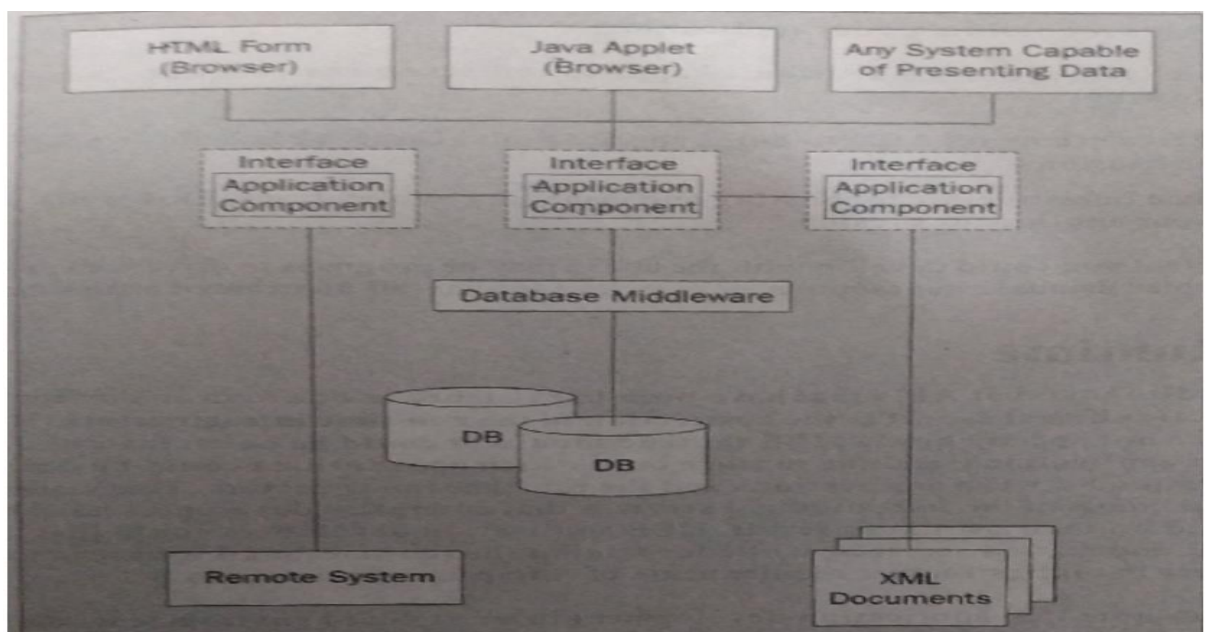 HTML Form
(Browser)
Java Applet
(Browser)
Any System Capable
of Presenting Data
Interface
Application
Component
Interface
Application
Component
Interface
Application
Component
Database Middleware
DB
DB
Remote System
XML
Documents